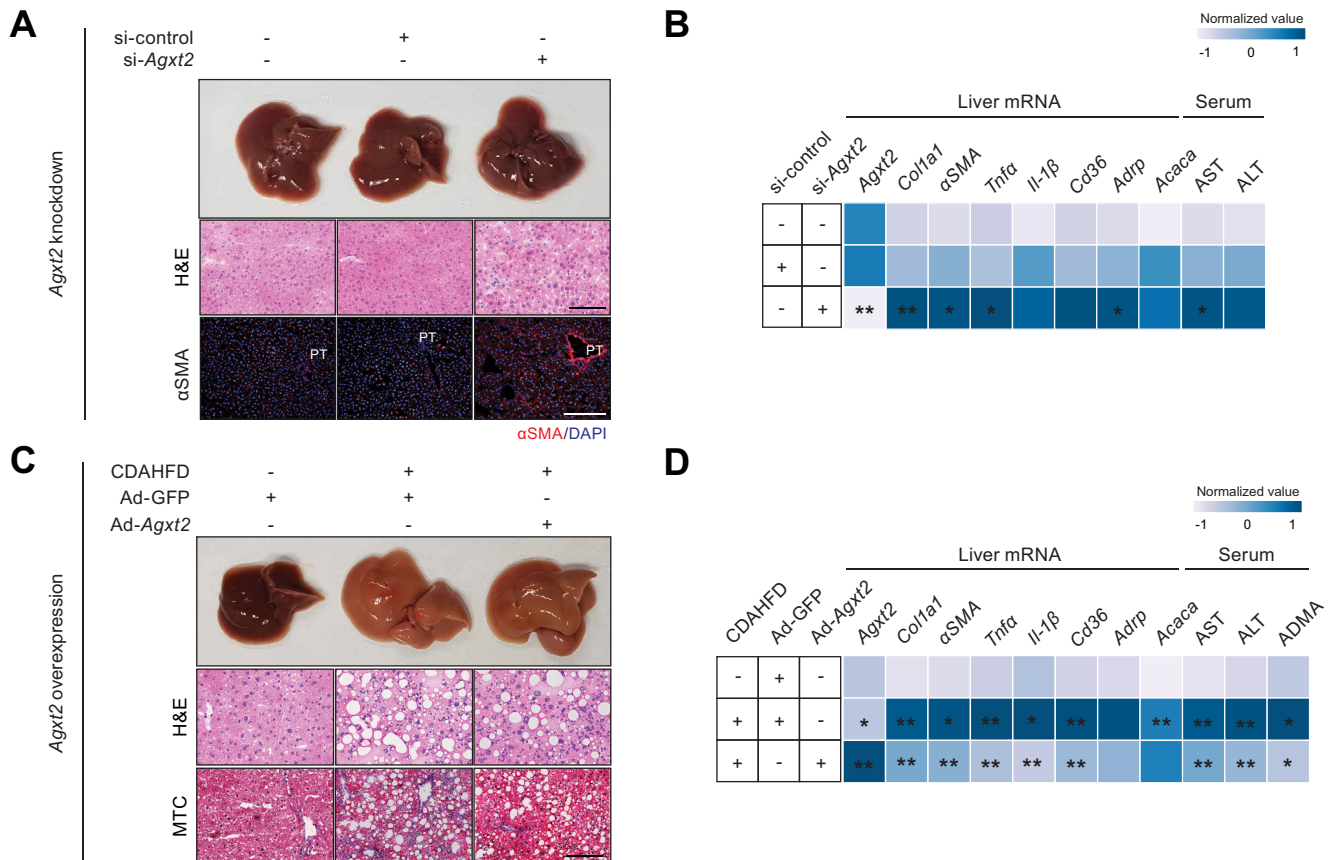 A
si-control - + -
si-Agxt2 - - +
Agxt2 knockdown
H&E
αSMA
PT
PT
PT
αSMA/DAPI
B
Normalized value
-1 0 1
Liver mRNA Serum
si-control si-Agxt2 Agxt2 Col1a1 αSMA Tnfα Il-1β Cd36 Adrp Acaca AST ALT
- -
+ -
- + ** ** * * * *
C
CDAHFD - + +
Ad-GFP + + -
Ad-Agxt2 - - +
Agxt2 overexpression
H&E
MTC
D
Normalized value
-1 0 1
Liver mRNA Serum
CDAHFD Ad-GFP Ad-Agxt2 Agxt2 Col1a1 αSMA Tnfα Il-1β Cd36 Adrp Acaca AST ALT ADMA
- + -
+ + - * ** * ** * ** ** ** ** *
+ - + ** ** ** ** ** ** ** ** *